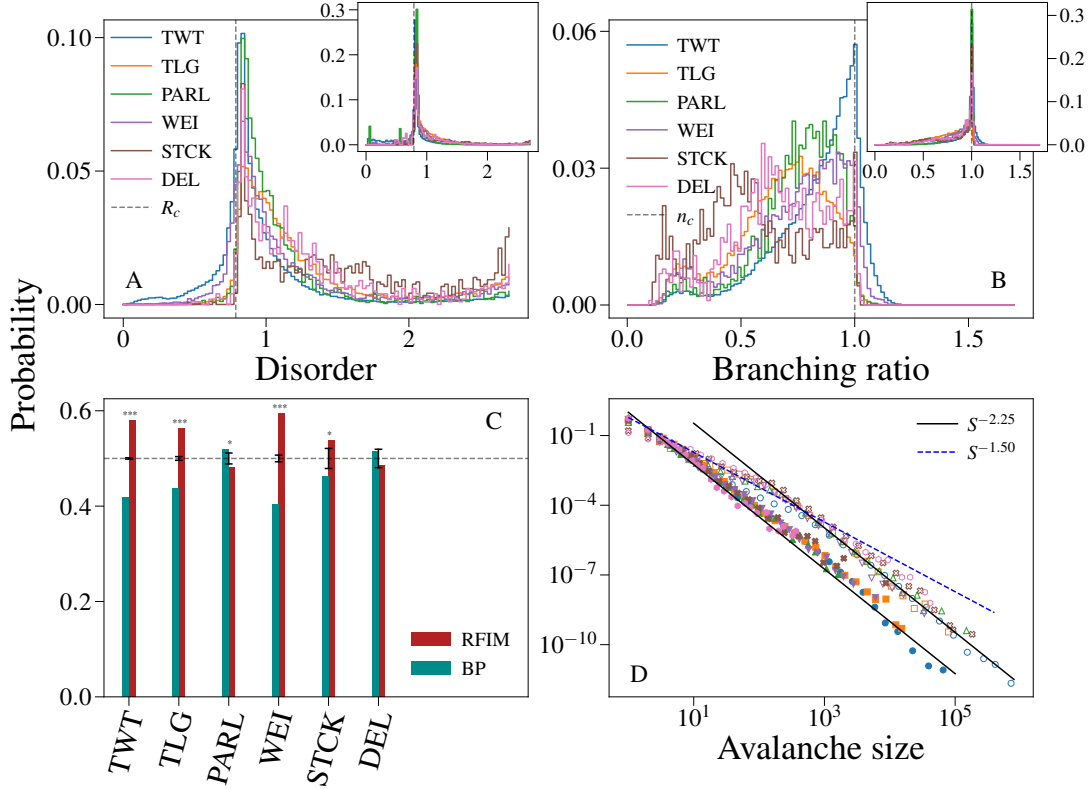 Probability
0.10
0.05
0.00
TWT
TLG
PARL
WEI
STCK
DEL
R_c
A
0.3
0.2
0.1
0.0
0 1 2
0 1 2
Disorder
0.06
0.03
0.00
TWT
TLG
PARL
WEI
STCK
DEL
n_c
B
0.3
0.2
0.1
0.0
0.0 0.5 1.0 1.5
0.0 0.5 1.0 1.5
Branching ratio
0.6
0.4
0.2
0.0
*** *** * *** *
C
RFIM
BP
TWT TLG PARL WEI STCK DEL
10^{-1}
10^{-4}
10^{-7}
10^{-10}
S^{-2.25}
S^{-1.50}
D
10^1 10^3 10^5
Avalanche size